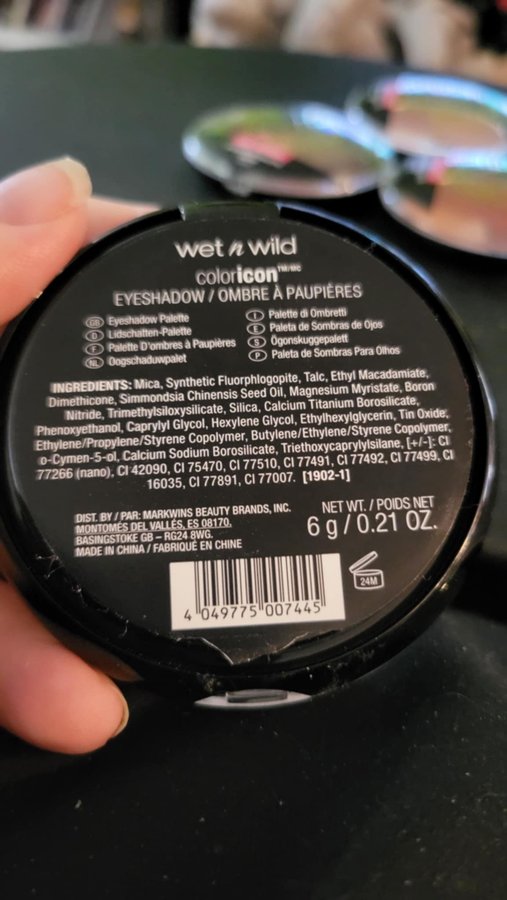 wet n wild
coloricon™/MC
EYESHADOW / OMBRE À PAUPIÈRES
GB Eyeshadow Palette
D Lidschatten-Palette
F Palette D'ombres à Paupières
NL Oogschaduwpalet
I Palette di Ombretti
E Paleta de Sombras de Ojos
S Ögonskuggepalett
P Paleta de Sombras Para Olhos
INGREDIENTS: Mica, Synthetic Fluorphlogopite, Talc, Ethyl Macadamiate,
Dimethicone, Simmondsia Chinensis Seed Oil, Magnesium Myristate, Boron
Nitride, Trimethylsiloxysilicate, Silica, Calcium Titanium Borosilicate,
Phenoxyethanol, Caprylyl Glycol, Hexylene Glycol, Ethylhexylglycerin, Tin Oxide,
Ethylene/Propylene/Styrene Copolymer, Butylene/Ethylene/Styrene Copolymer,
o-Cymen-5-ol, Calcium Sodium Borosilicate, Triethoxycaprylylsilane, [+/-]: CI
77266 (nano), CI 42090, CI 75470, CI 77510, CI 77491, CI 77492, CI 77499, CI
16035, CI 77891, CI 77007. [1902-1]
DIST. BY / PAR: MARKWINS BEAUTY BRANDS, INC.
MONTOMÉS DEL VALLÉS, ES 08170.
BASINGSTOKE GB – RG24 8WG.
MADE IN CHINA / FABRIQUÉ EN CHINE
NET WT. / POIDS NET
6 g / 0.21 OZ.
24M
4 049775 007445